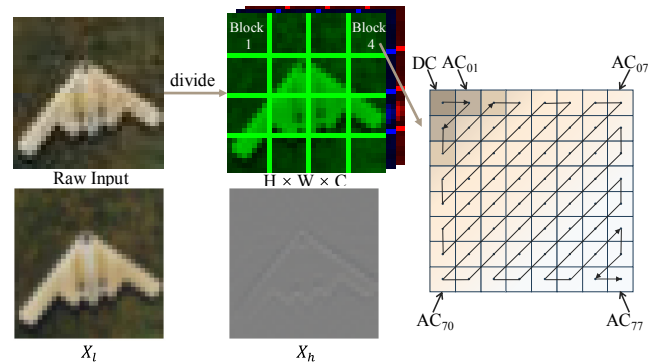 Block
1
Block
4
divide
Raw Input
H × W × C
DC
AC₀₁
AC₀₇
AC₇₀
AC₇₇
Xₗ
Xₕ